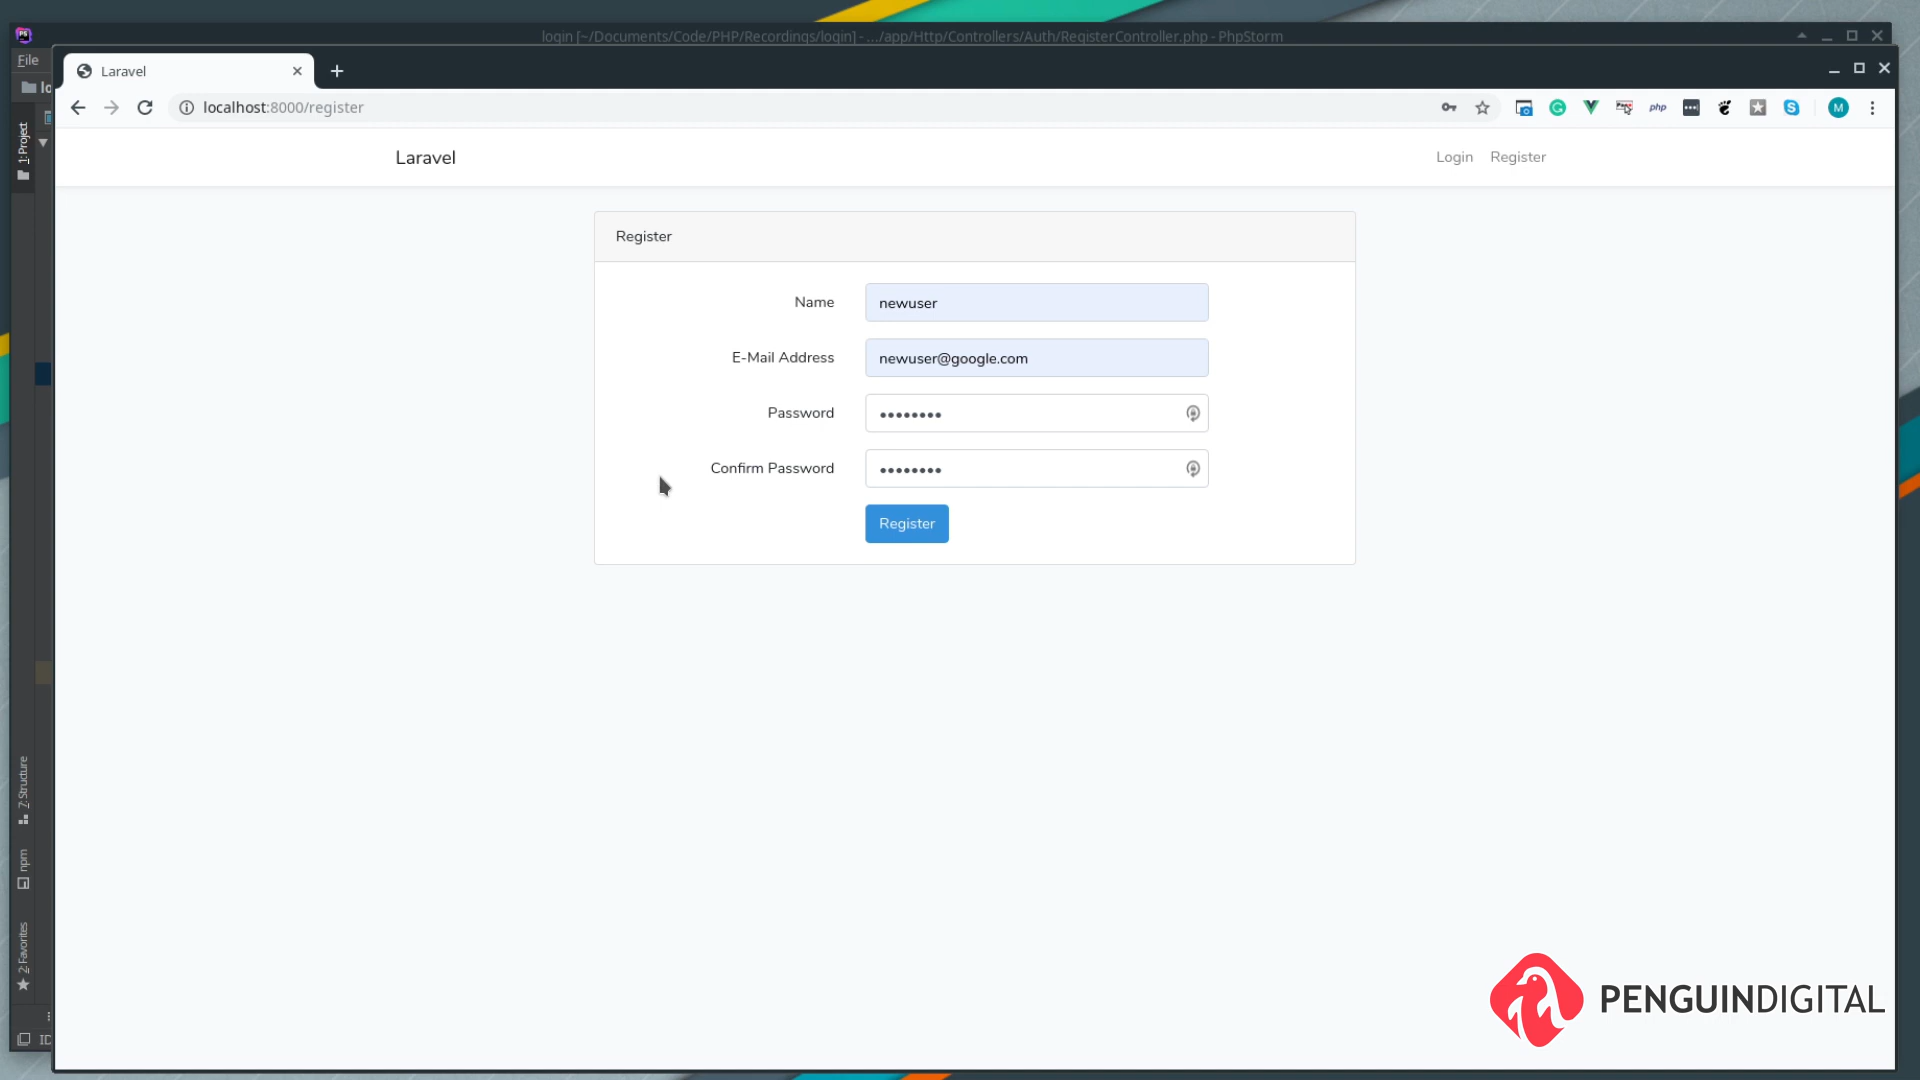 login [~/Documents/Code/PHP/Recordings/login] - .../app/Http/Controllers/Auth/RegisterController.php - PhpStorm
File
Laravel
localhost:8000/register
php
M
Laravel
Login
Register
Register
Name
newuser
E-Mail Address
newuser@google.com
Password
••••••••
Confirm Password
••••••••
Register
1: Project
7: Structure
npm
2: Favorites
PENGUINDIGITAL